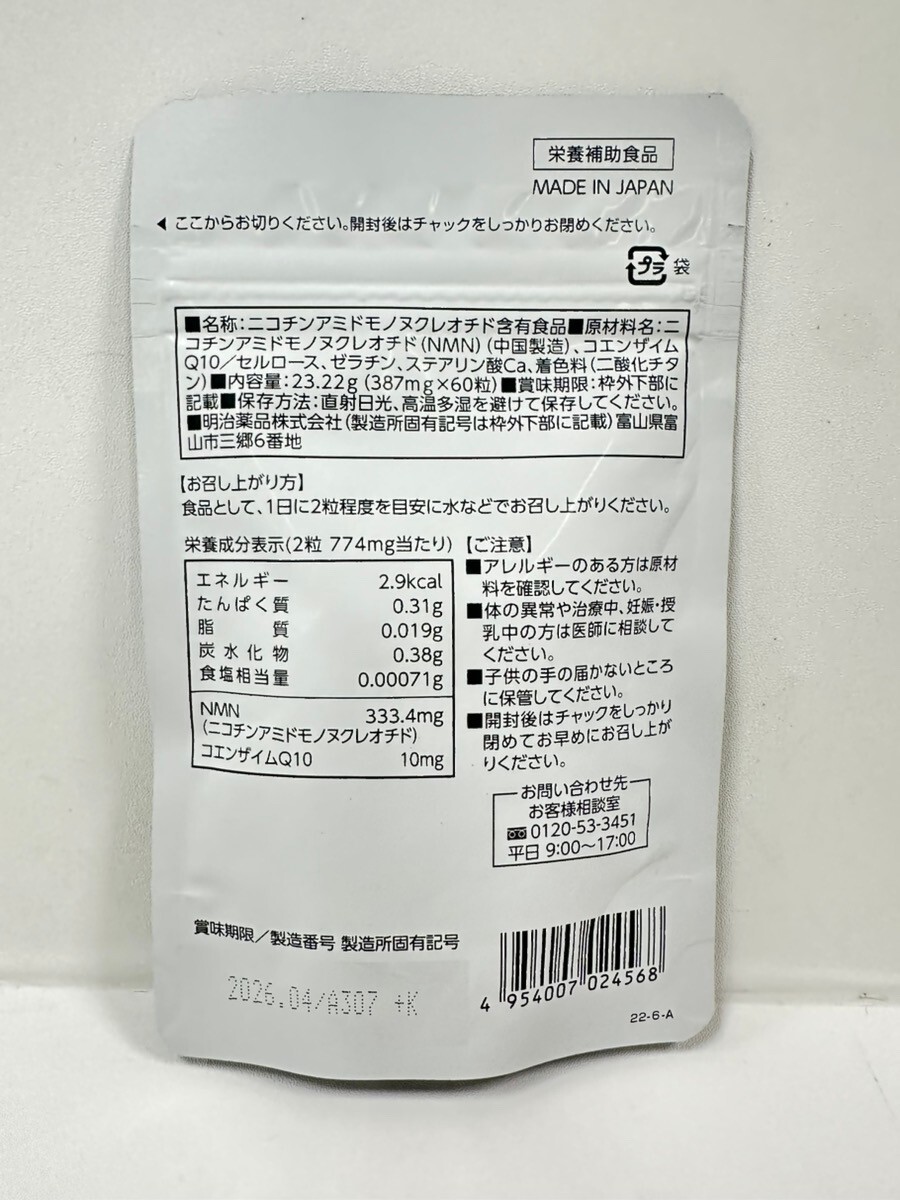 栄養補助食品
MADE IN JAPAN
◀ ここからお切りください。開封後はチャックをしっかりお閉めください。
プラ 袋
■名称：ニコチンアミドモノヌクレオチド含有食品■原材料名：ニ
コチンアミドモノヌクレオチド（NMN）（中国製造）、コエンザイム
Q10／セルロース、ゼラチン、ステアリン酸Ca、着色料（二酸化チタ
ン）■内容量：23.22g（387mg×60粒）■賞味期限：枠外下部に
記載■保存方法：直射日光、高温多湿を避けて保存してください。
■明治薬品株式会社（製造所固有記号は枠外下部に記載）富山県富
山市三郷6番地
【お召し上がり方】
食品として、1日に2粒程度を目安に水などでお召し上がりください。
栄養成分表示（2粒 774mg当たり）
エネルギー 2.9kcal
たんぱく質 0.31g
脂質 0.019g
炭水化物 0.38g
食塩相当量 0.00071g
NMN 333.4mg
（ニコチンアミドモノヌクレオチド）
コエンザイムQ10 10mg
【ご注意】
■アレルギーのある方は原材
料を確認してください。
■体の異常や治療中、妊娠・授
乳中の方は医師に相談して
ください。
■子供の手の届かないところ
に保管してください。
■開封後はチャックをしっかり
閉めてお早めにお召し上が
りください。
お問い合わせ先
お客様相談室
0120-53-3451
平日 9:00〜17:00
賞味期限／製造番号 製造所固有記号
2026.04/A307 +K
4 954007 024568
22-6-A